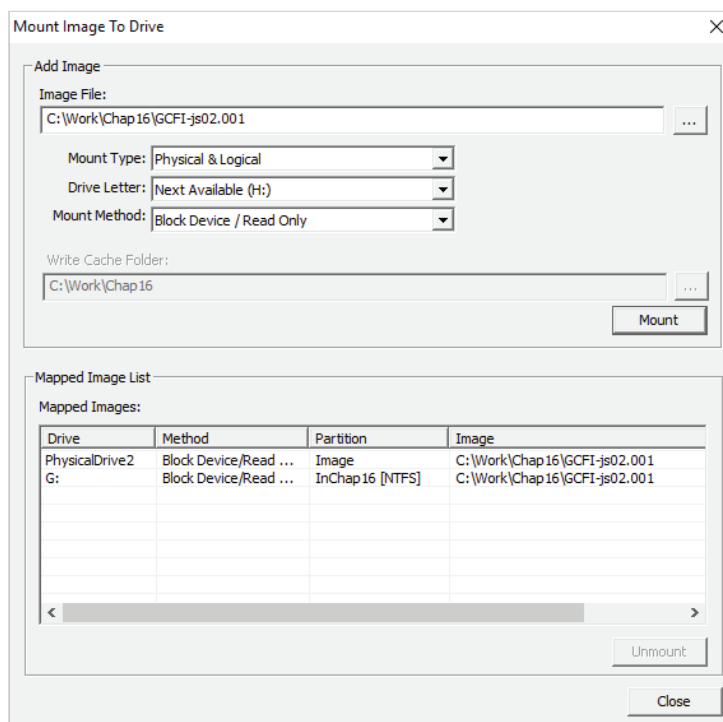 Mount Image To Drive
Add Image
Image File:
C:\Work\Chap16\GCFI-js02.001
...
Mount Type: Physical & Logical
Drive Letter: Next Available (H:)
Mount Method: Block Device / Read Only
Write Cache Folder:
C:\Work\Chap16
...
Mount
Mapped Image List
Mapped Images:
Drive Method Partition Image
PhysicalDrive2 Block Device/Read ... Image C:\Work\Chap16\GCFI-js02.001
G: Block Device/Read ... InChap16 [NTFS] C:\Work\Chap16\GCFI-js02.001
Unmount
Close